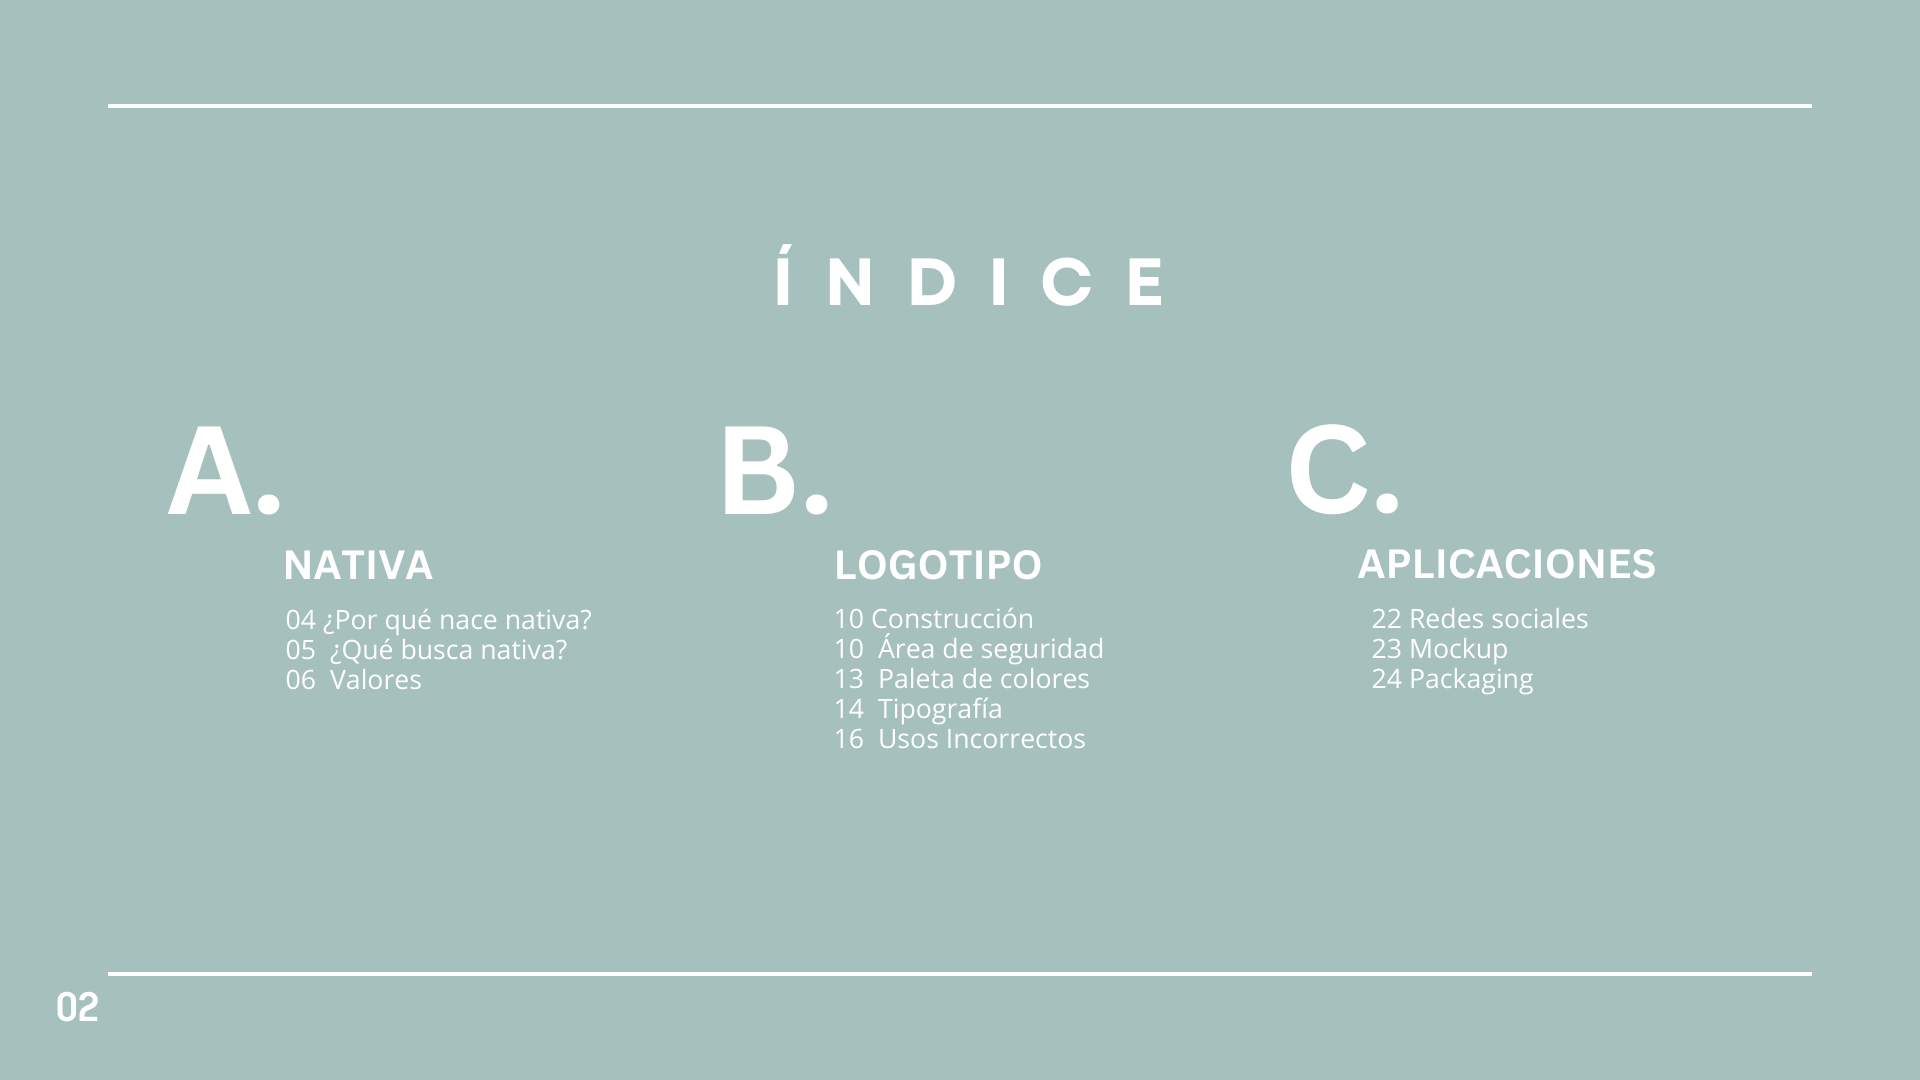 ÍNDICE
A.
NATIVA
04 ¿Por qué nace nativa?
05 ¿Qué busca nativa?
06 Valores
B.
LOGOTIPO
10 Construcción
10 Área de seguridad
13 Paleta de colores
14 Tipografía
16 Usos Incorrectos
C.
APLICACIONES
22 Redes sociales
23 Mockup
24 Packaging
02